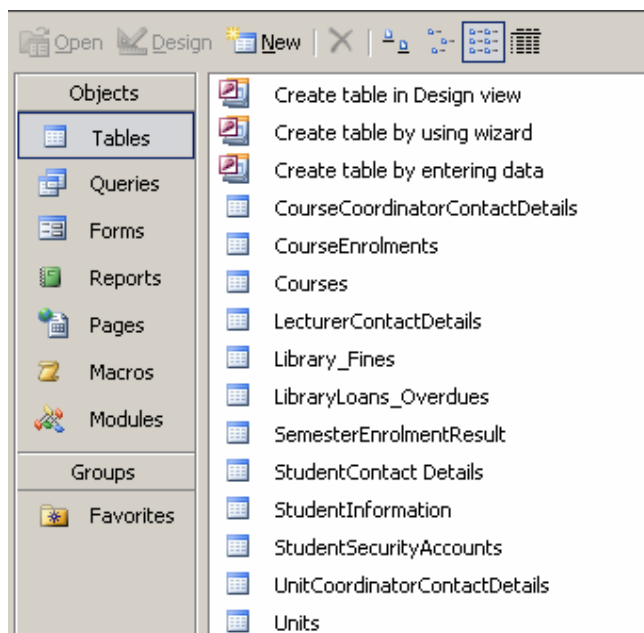 Open Design New
Objects
Tables
Queries
Forms
Reports
Pages
Macros
Modules
Groups
Favorites
Create table in Design view
Create table by using wizard
Create table by entering data
CourseCoordinatorContactDetails
CourseEnrolments
Courses
LecturerContactDetails
Library_Fines
LibraryLoans_Overdues
SemesterEnrolmentResult
StudentContact Details
StudentInformation
StudentSecurityAccounts
UnitCoordinatorContactDetails
Units